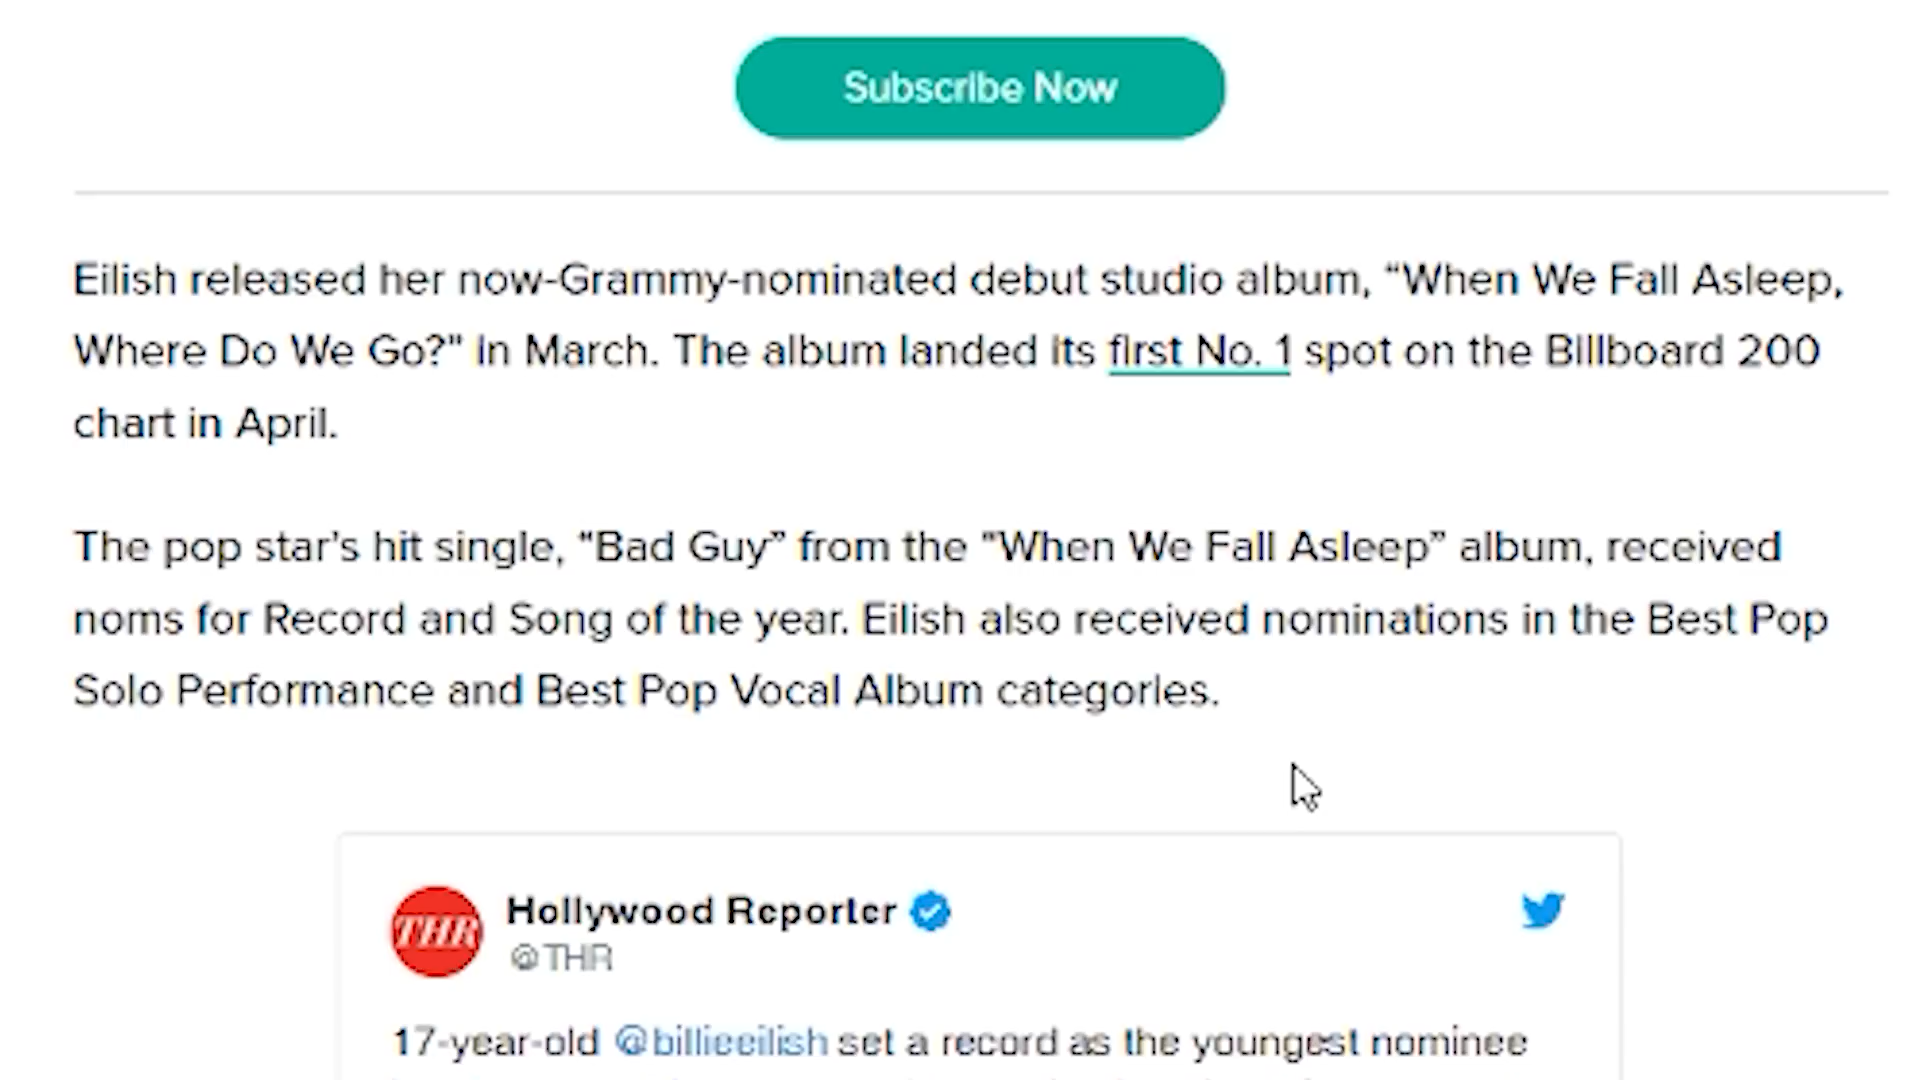 Subscribe Now
Eilish released her now-Grammy-nominated debut studio album, “When We Fall Asleep,
Where Do We Go?” in March. The album landed its first No. 1 spot on the Billboard 200
chart in April.
The pop star’s hit single, “Bad Guy” from the “When We Fall Asleep” album, received
noms for Record and Song of the year. Eilish also received nominations in the Best Pop
Solo Performance and Best Pop Vocal Album categories.
THR
Hollywood Reporter
@THR
17-year-old @billieeilish set a record as the youngest nominee